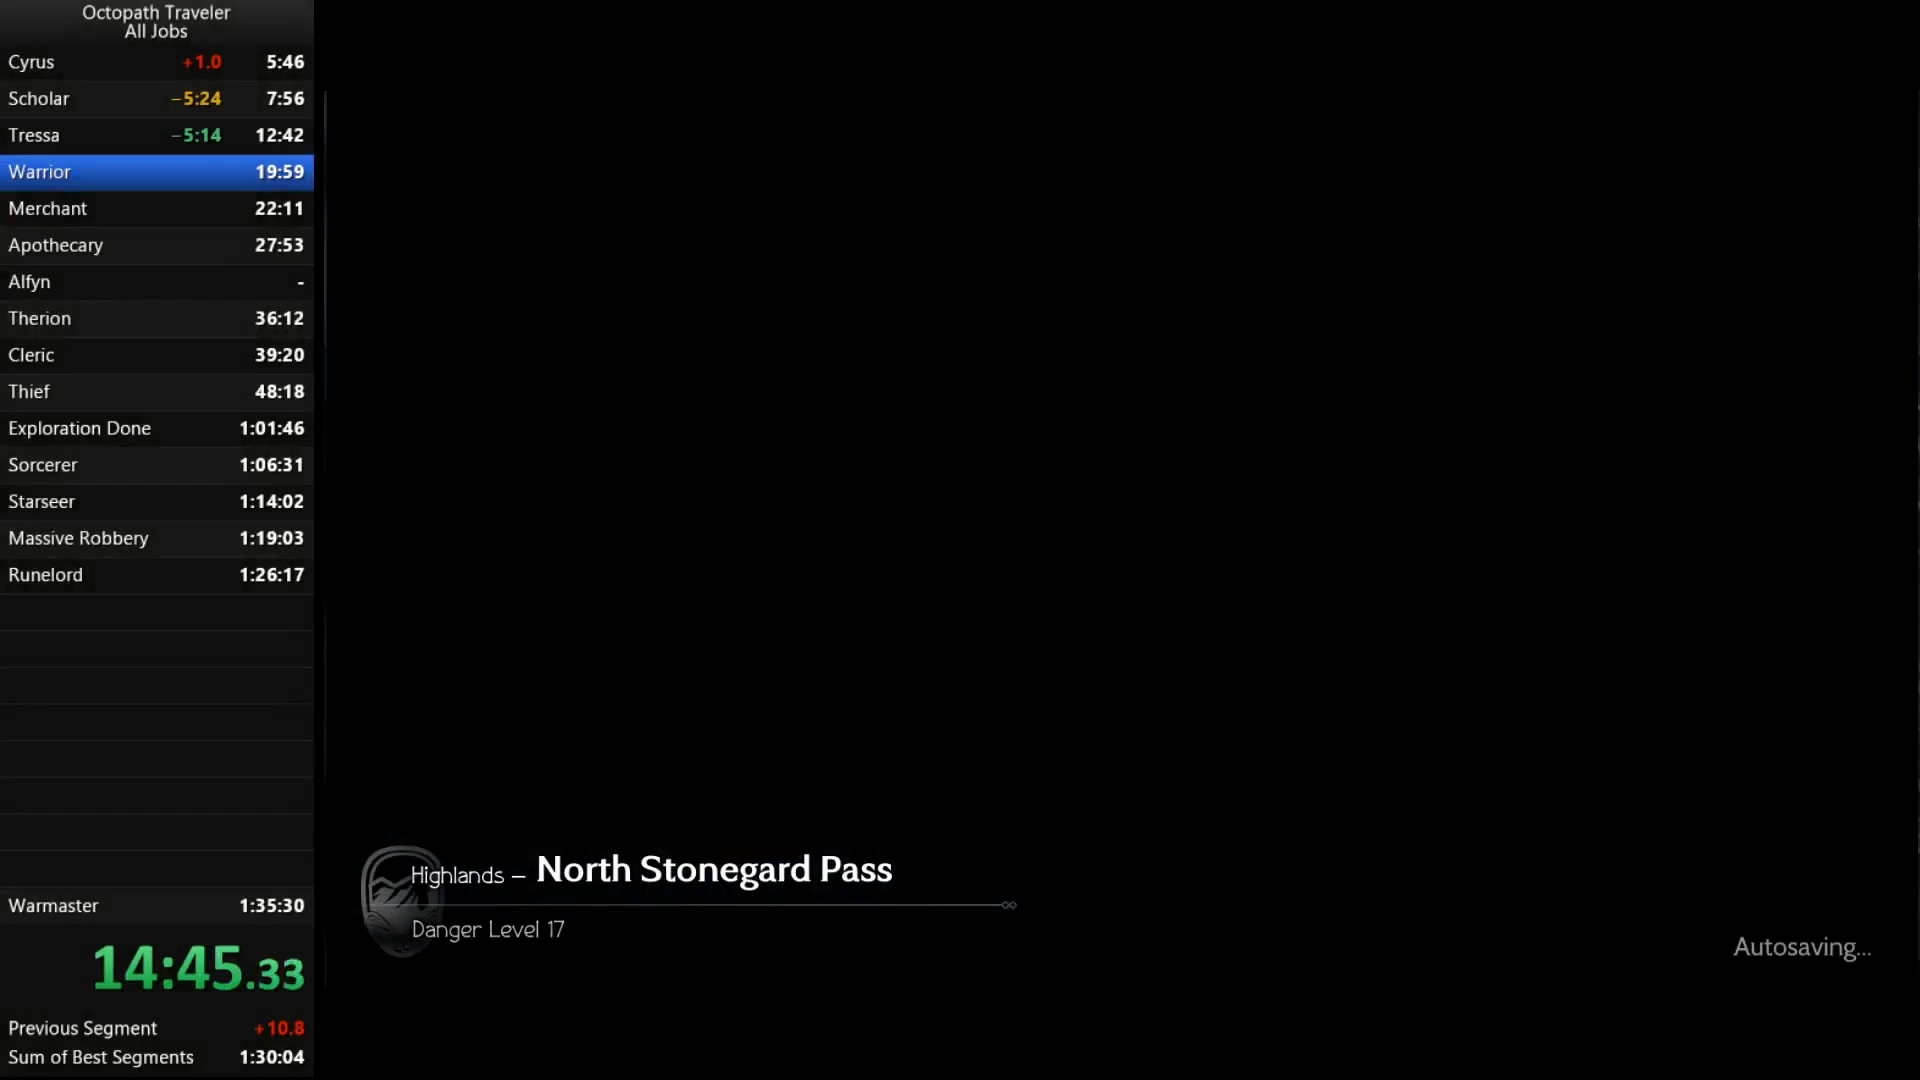 Octopath Traveler
All Jobs
Cyrus +1.0 5:46
Scholar −5:24 7:56
Tressa −5:14 12:42
Warrior 19:59
Merchant 22:11
Apothecary 27:53
Alfyn -
Therion 36:12
Cleric 39:20
Thief 48:18
Exploration Done 1:01:46
Sorcerer 1:06:31
Starseer 1:14:02
Massive Robbery 1:19:03
Runelord 1:26:17
Warmaster 1:35:30
14:45.33
Previous Segment +10.8
Sum of Best Segments 1:30:04
Highlands – North Stonegard Pass
Danger Level 17
Autosaving...